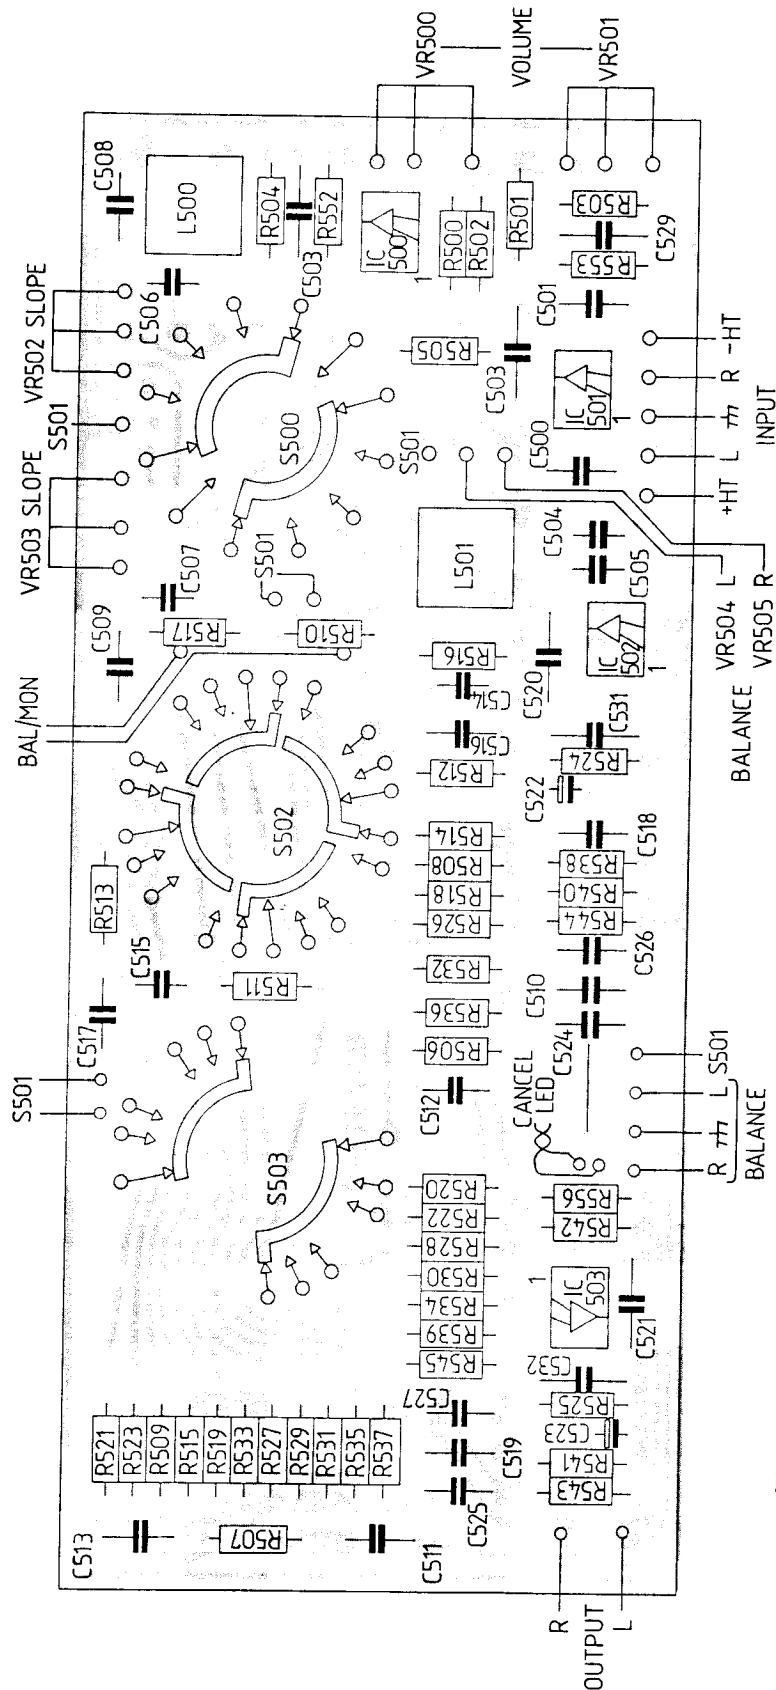 VR500
VOLUME
VR501
C508
L500
R504
C503
R552
IC 500
1
R500
R502
R501
R503
C529
R553
VR502 SLOPE
C506
C501
S501
R505
C503
-HT
R
L
+HT
INPUT
IC 501
1
S500
C500
S501
VR503 SLOPE
C507
S501
L501
C504
C505
VR504 L
VR505 R
BALANCE
C509
R517
R510
BAL/MON
R516
C514
C520
IC 502
1
C516
R512
C531
R524
C522
S502
R513
R514
R508
R518
R526
C518
R538
R540
R544
C526
C515
R511
R532
C510
C517
R536
C524
S501
R506
C512
CANCEL
LED
S501
L
R
BALANCE
S503
R520
R522
R528
R530
R534
R539
R545
R556
R542
1
IC 503
C521
R521
R523
R509
R515
R519
R533
R527
R529
R531
R535
R537
C527
C519
C525
C532
R525
C523
R541
R543
C513
R507
C511
R
OUTPUT
L